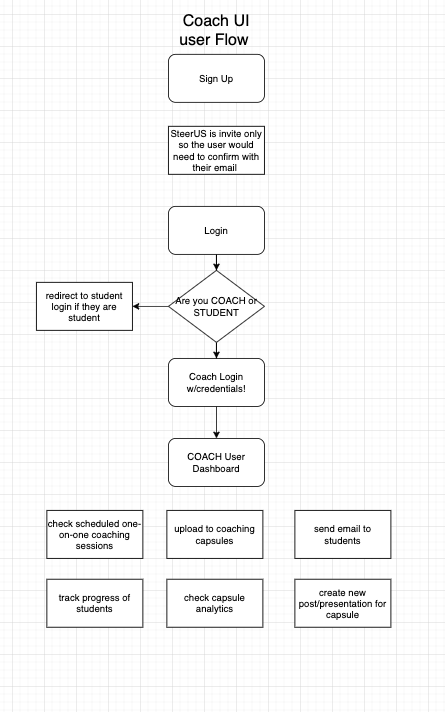 Coach UI
user Flow
Sign Up
SteerUS is invite only
so the user would
need to confirm with
their email
Login
Are you COACH or
STUDENT
redirect to student
login if they are
student
Coach Login
w/credentials!
COACH User
Dashboard
check scheduled one-
on-one coaching
sessions
upload to coaching
capsules
send email to
students
track progress of
students
check capsule
analytics
create new
post/presentation for
capsule